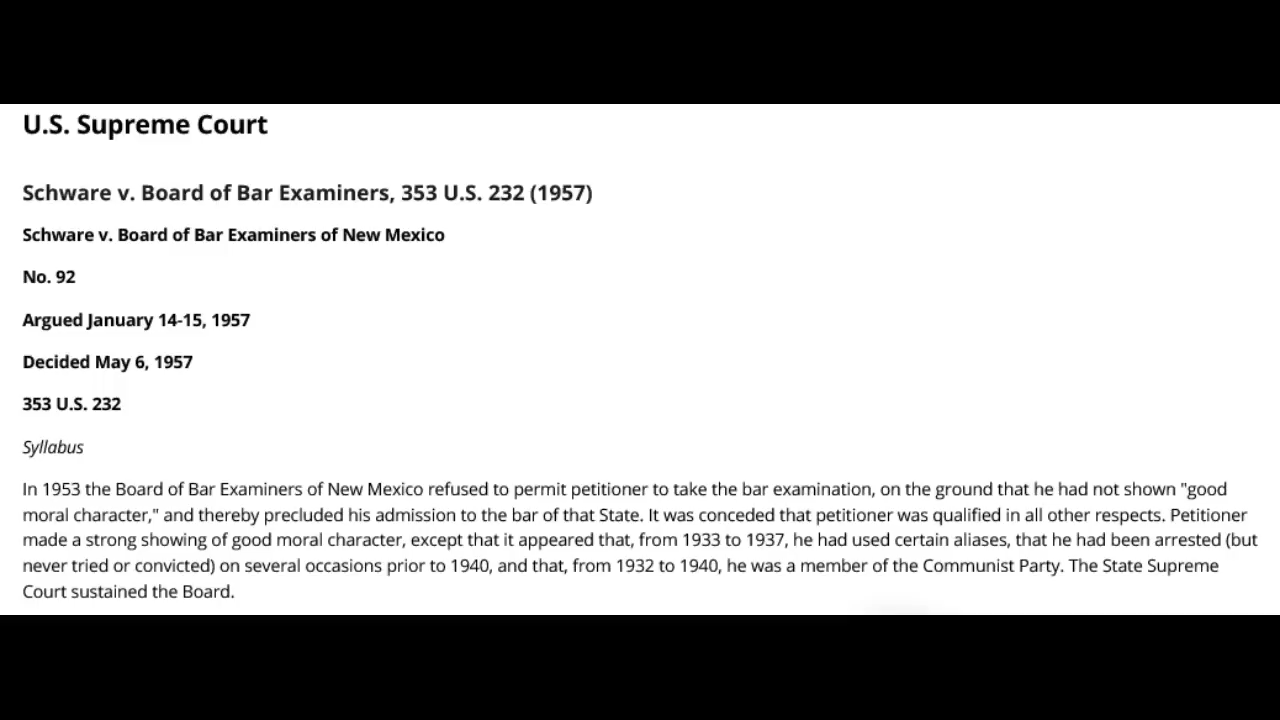 U.S. Supreme Court
Schware v. Board of Bar Examiners, 353 U.S. 232 (1957)
Schware v. Board of Bar Examiners of New Mexico
No. 92
Argued January 14-15, 1957
Decided May 6, 1957
353 U.S. 232
Syllabus
In 1953 the Board of Bar Examiners of New Mexico refused to permit petitioner to take the bar examination, on the ground that he had not shown "good
moral character," and thereby precluded his admission to the bar of that State. It was conceded that petitioner was qualified in all other respects. Petitioner
made a strong showing of good moral character, except that it appeared that, from 1933 to 1937, he had used certain aliases, that he had been arrested (but
never tried or convicted) on several occasions prior to 1940, and that, from 1932 to 1940, he was a member of the Communist Party. The State Supreme
Court sustained the Board.